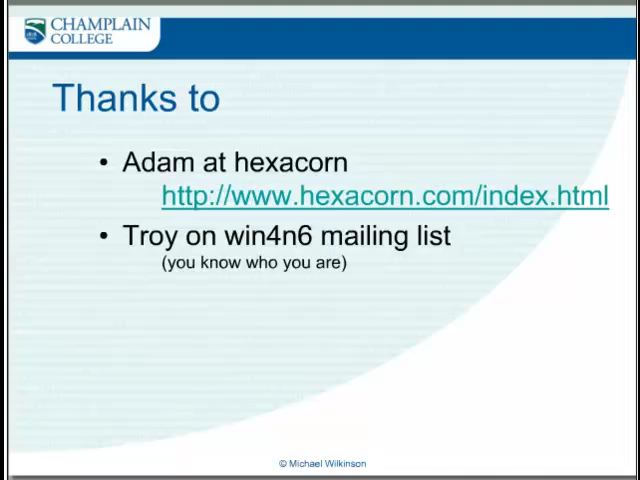 CHAMPLAIN
COLLEGE
Thanks to
• Adam at hexacorn
http://www.hexacorn.com/index.html
• Troy on win4n6 mailing list
(you know who you are)
© Michael Wilkinson